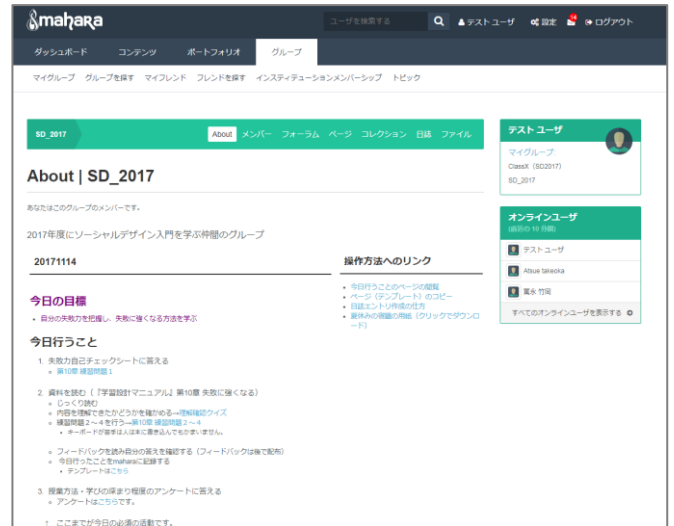 mahara
ユーザを検索する
テスト ユーザ 設定 14 ログアウト
ダッシュボード コンテンツ ポートフォリオ グループ
マイグループ グループを探す マイフレンド フレンドを探す インスティテューションメンバーシップ トピック
SD_2017
About メンバー フォーラム ページ コレクション 日誌 ファイル
About | SD_2017
あなたはこのグループのメンバーです。
2017年度にソーシャルデザイン入門を学ぶ仲間のグループ
20171114
今日の目標
• 自分の失敗力を把握し、失敗に強くなる方法を学ぶ
今日行うこと
1. 失敗力自己チェックシートに答える
第10章 練習問題1
2. 資料を読む（『学習設計マニュアル』第10章 失敗に強くなる）
じっくり読む
内容を理解できたかどうかを確かめる→理解確認クイズ
練習問題2～4を行う→第10章 練習問題2～4
キーボードが苦手は人は本に書き込んでもかまいません。
フィードバックを読み自分の答えを確認する（フィードバックは後で配布）
今日行ったことをmaharaに記録する
テンプレートはこちら
3. 授業方法・学びの深まり程度のアンケートに答える
アンケートはこちらです。
↑ ここまでが今日の必須の活動です。
操作方法へのリンク
• 今日行うことのページの閲覧
• ページ（テンプレート）のコピー
• 日誌エントリ作成の仕方
• 夏休みの宿題の用紙（クリックでダウンロ
ード）
テスト ユーザ
マイグループ:
ClassX（SD2017）
SD_2017
オンラインユーザ
(最近の 10 分間)
テスト ユーザ
すべてのオンラインユーザを表示する